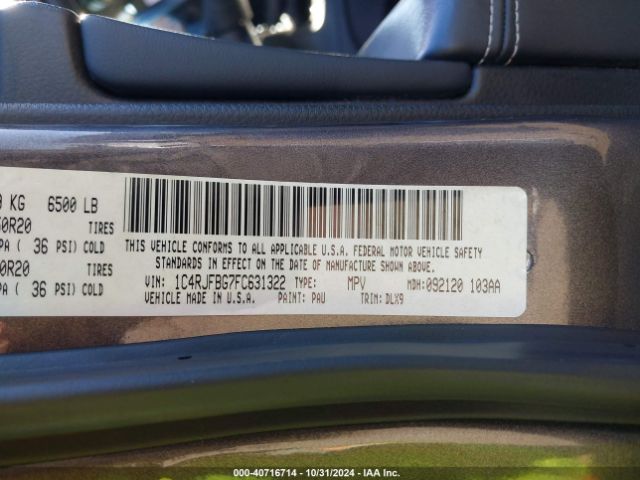 KG 6500 LB
0R20 TIRES
PA ( 36 PSI) COLD
0R20 TIRES
PA ( 36 PSI) COLD
THIS VEHICLE CONFORMS TO ALL APPLICABLE U.S.A. FEDERAL MOTOR VEHICLE SAFETY
STANDARDS IN EFFECT ON THE DATE OF MANUFACTURE SHOWN ABOVE.
VIN: 1C4RJFBG7FC631322 TYPE: MPV MDH: 092120 103AA
VEHICLE MADE IN U.S.A. PAINT: PAU TRIM: DLX9
000-40716714 - 10/31/2024 - IAA Inc.